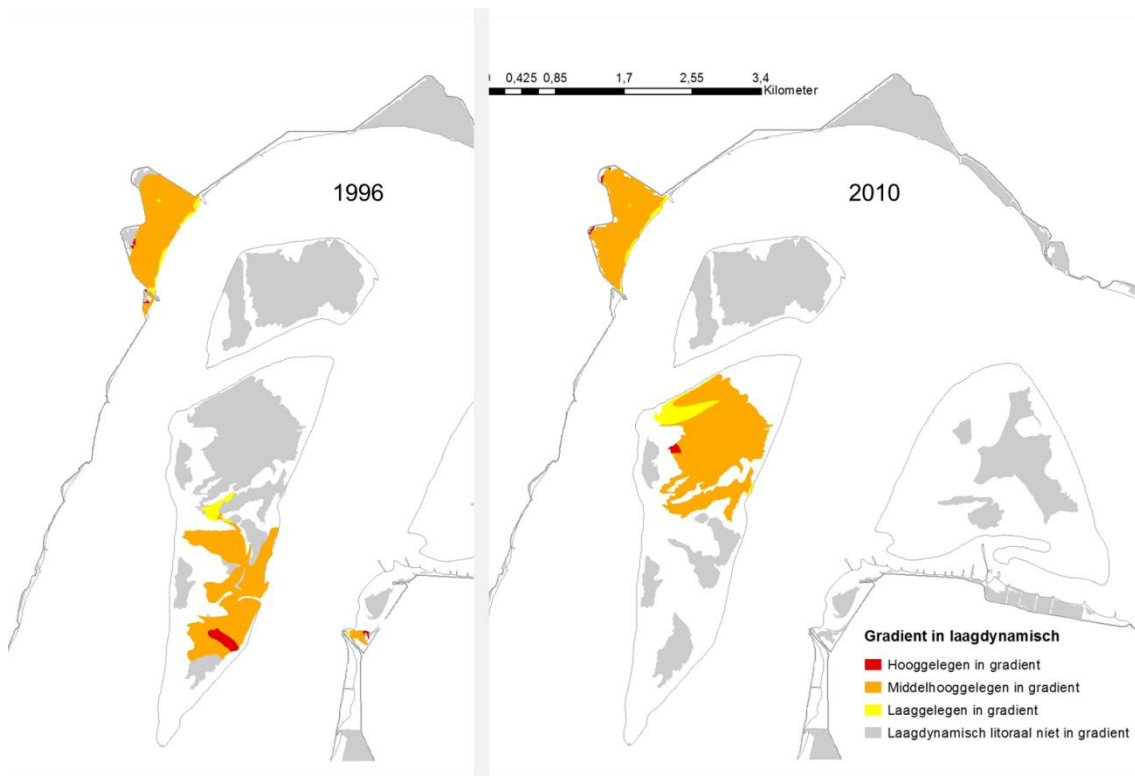 0,425 0,85 1,7 2,55 3,4
Kilometer
1996
2010
Gradient in laagdynamisch
Hooggelegen in gradient
Middelhooggelegen in gradient
Laaggelegen in gradient
Laagdynamisch litoraal niet in gradient